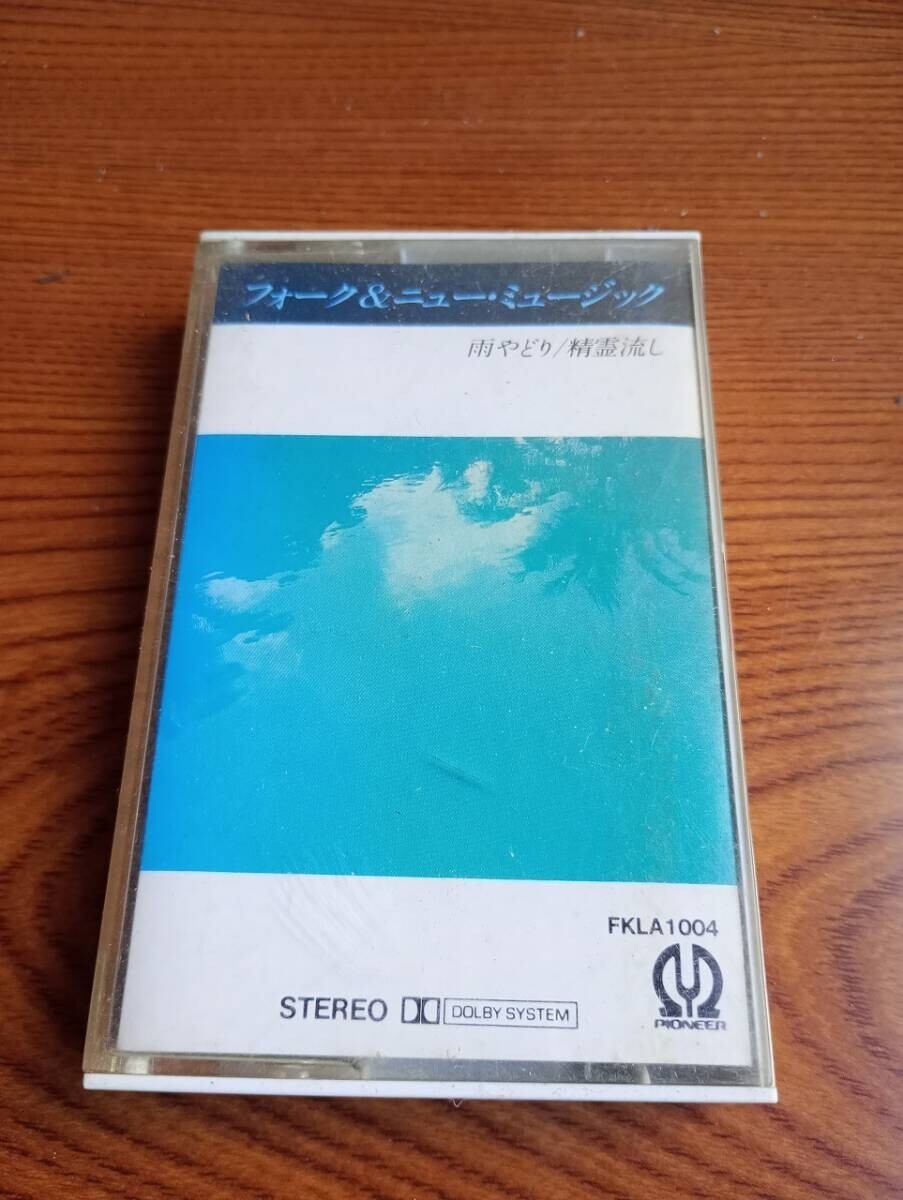 フォーク&ニュー・ミュージック
雨やどり/精霊流し
FKLA1004
STEREO DOLBY SYSTEM
PIONEER